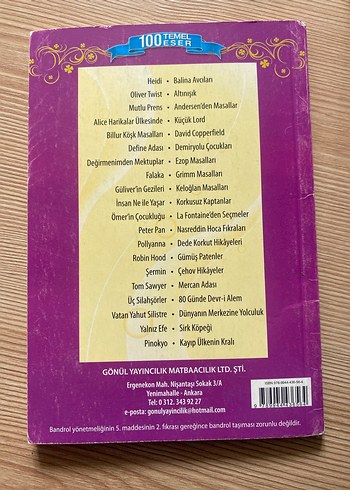 100 TEMEL ESER
Heidi • Balina Avcıları
Oliver Twist • Altınışık
Mutlu Prens • Andersen'den Masallar
Alice Harikalar Ülkesinde • Küçük Lord
Billur Köşk Masalları • David Copperfield
Define Adası • Demiryolu Çocukları
Değirmenimden Mektuplar • Ezop Masalları
Falaka • Grimm Masalları
Güliver'in Gezileri • Keloğlan Masalları
İnsan Ne ile Yaşar • Korkusuz Kaptanlar
Ömer'in Çocukluğu • La Fontaine'den Seçmeler
Peter Pan • Nasreddin Hoca Fıkraları
Pollyanna • Dede Korkut Hikâyeleri
Robin Hood • Gümüş Patenler
Şermin • Çehov Hikâyeler
Tom Sawyer • Mercan Adası
Üç Silahşörler • 80 Günde Devr-i Alem
Vatan Yahut Silistre • Dünyanın Merkezine Yolculuk
Yalnız Efe • Sirk Köpeği
Pinokyo • Kayıp Ülkenin Kralı
GÖNÜL YAYINCILIK MATBAACILIK LTD. ŞTİ.
Ergenekon Mah. Nişantaşı Sokak 3/A
Yenimahalle - Ankara
Tel: 0 312. 343 92 27
e-posta: gonulyayincilik@hotmail.com
Bandrol yönetmeliğinin 5. maddesinin 2. fıkrası gereğince bandrol taşıması zorunlu değildir.